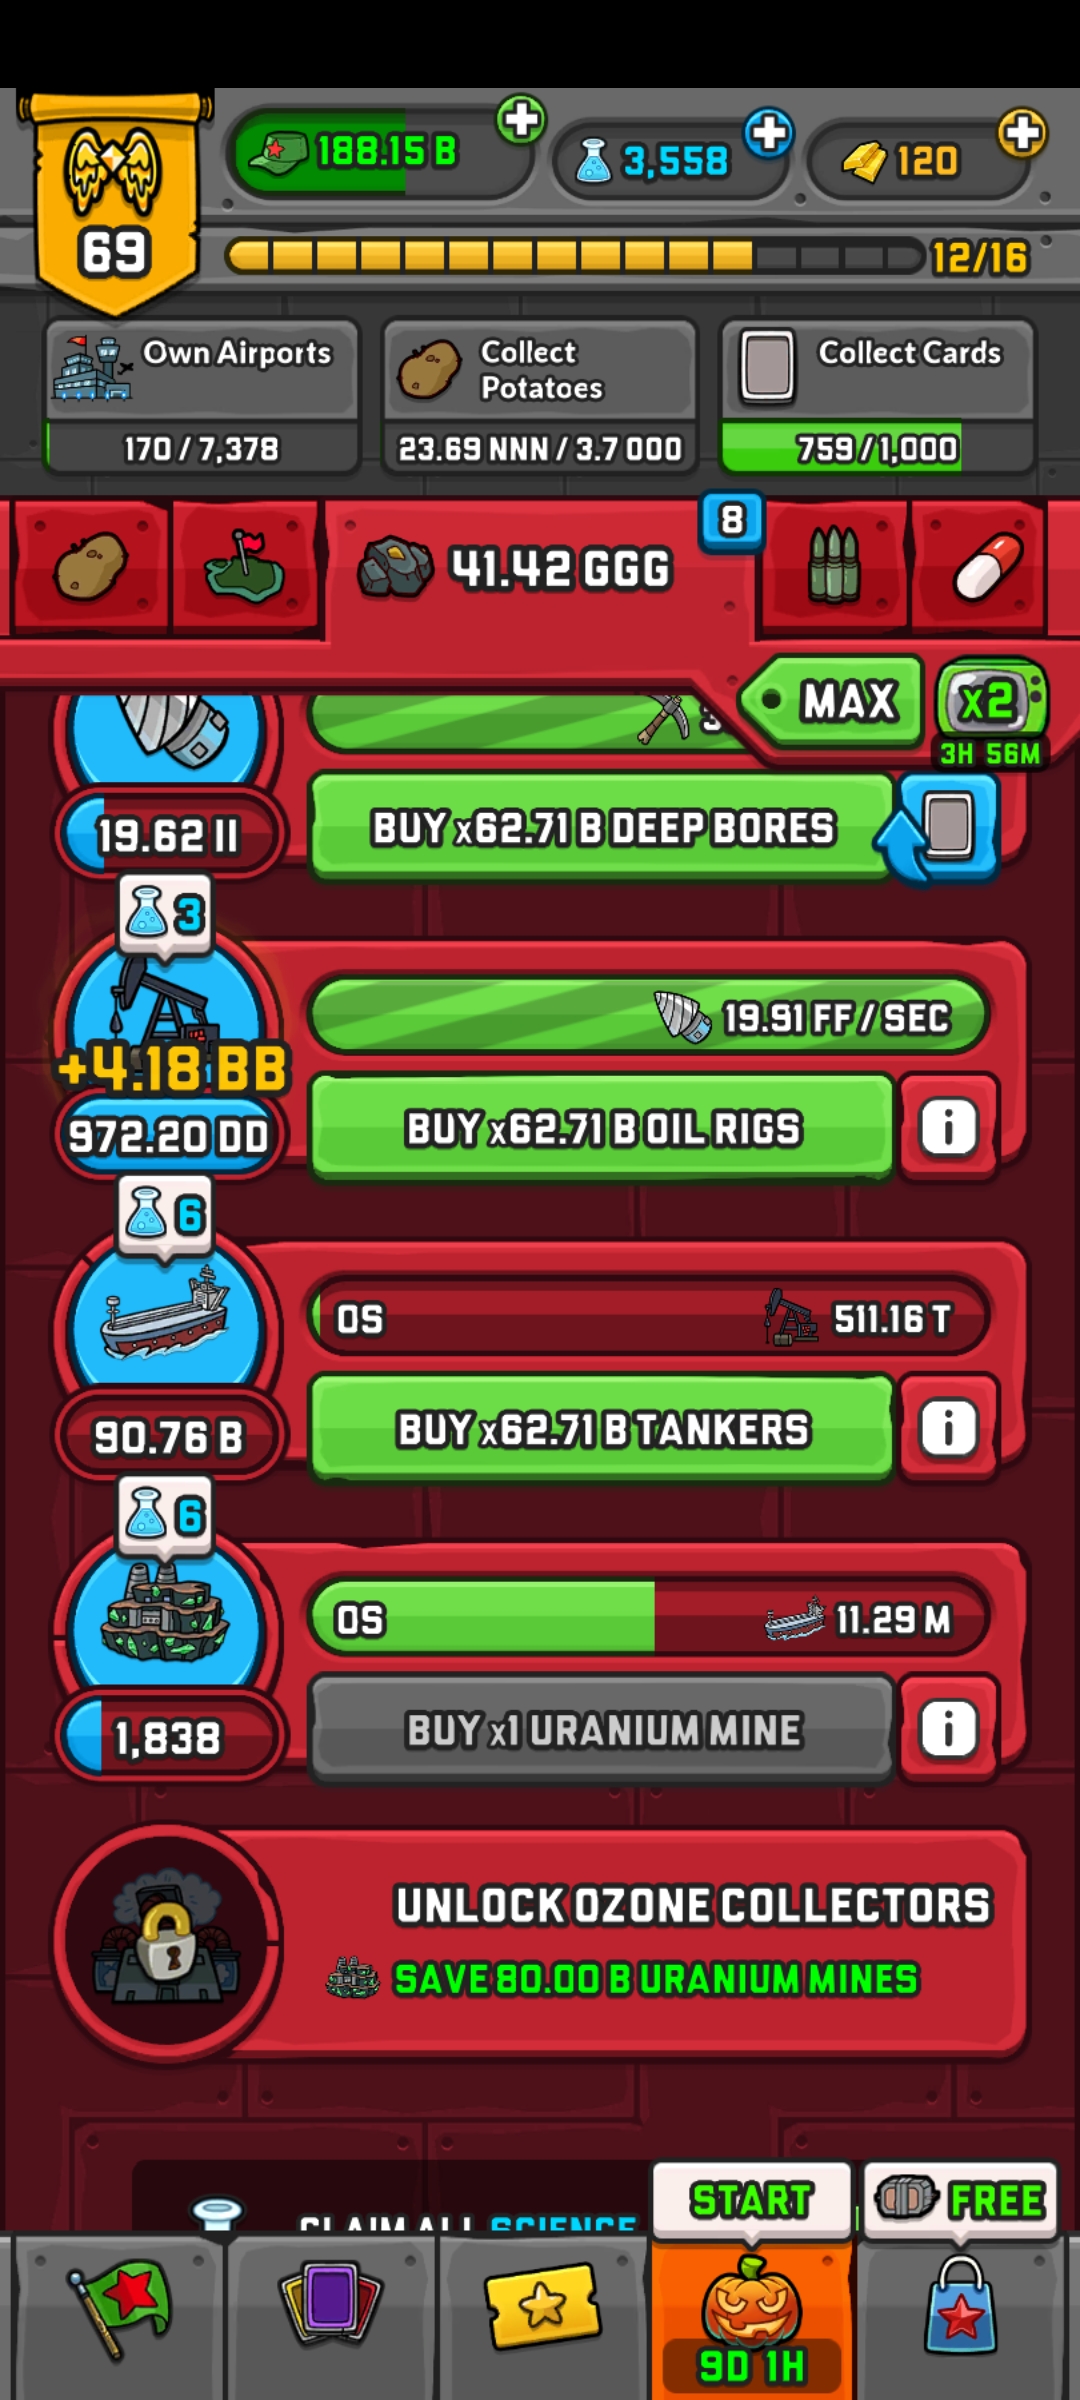 188.15 B
3,558
120
69
12/16
Own Airports
170 / 7,378
Collect
Potatoes
23.69 NNN / 3.7 OOO
Collect Cards
759 / 1,000
41.42 GGG
8
MAX
x2
3H 56M
19.62 II
BUY x62.71 B DEEP BORES
3
+4.18 BB
972.20 DD
19.91 FF / SEC
BUY x62.71 B OIL RIGS
i
6
90.76 B
0S
511.16 T
BUY x62.71 B TANKERS
i
6
1,838
0S
11.29 M
BUY x1 URANIUM MINE
i
UNLOCK OZONE COLLECTORS
SAVE 80.00 B URANIUM MINES
CLAIM ALL SCIENCE
START
FREE
9D 1H